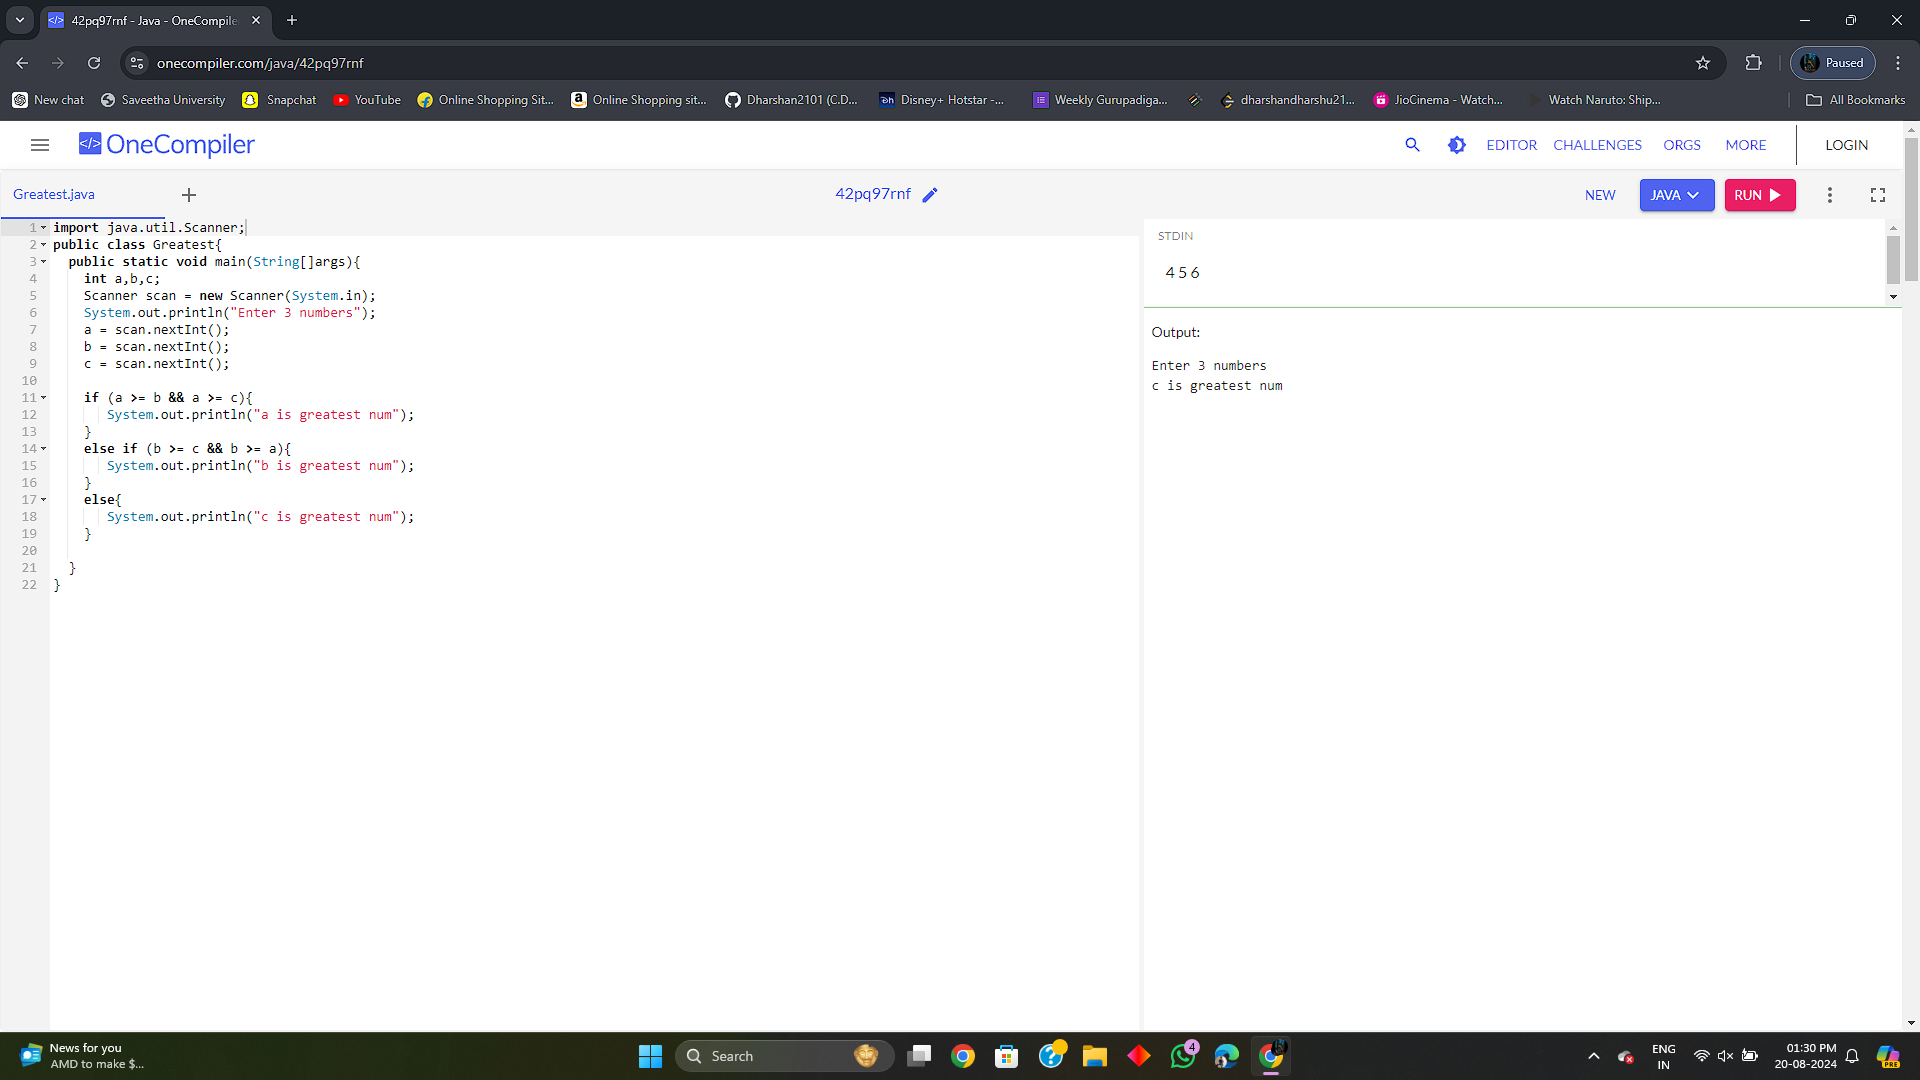 42pq97rnf - Java - OneCompile
onecompiler.com/java/42pq97rnf
Paused
New chat
Saveetha University
Snapchat
YouTube
Online Shopping Sit...
Online Shopping sit...
Dharshan2101 (C.D...
Disney+ Hotstar -...
Weekly Gurupadiga...
dharshandharshu21...
JioCinema - Watch...
Watch Naruto: Ship...
All Bookmarks
OneCompiler
EDITOR
CHALLENGES
ORGS
MORE
LOGIN
Greatest.java
42pq97rnf
NEW
JAVA
RUN
1 import java.util.Scanner;
2 public class Greatest{
3 public static void main(String[]args){
4 int a,b,c;
5 Scanner scan = new Scanner(System.in);
6 System.out.println("Enter 3 numbers");
7 a = scan.nextInt();
8 b = scan.nextInt();
9 c = scan.nextInt();
10
11 if (a >= b && a >= c){
12 System.out.println("a is greatest num");
13 }
14 else if (b >= c && b >= a){
15 System.out.println("b is greatest num");
16 }
17 else{
18 System.out.println("c is greatest num");
19 }
20
21 }
22 }
STDIN
4 5 6
Output:
Enter 3 numbers
c is greatest num
News for you
AMD to make $...
Search
4
ENG
IN
01:30 PM
20-08-2024
PRE